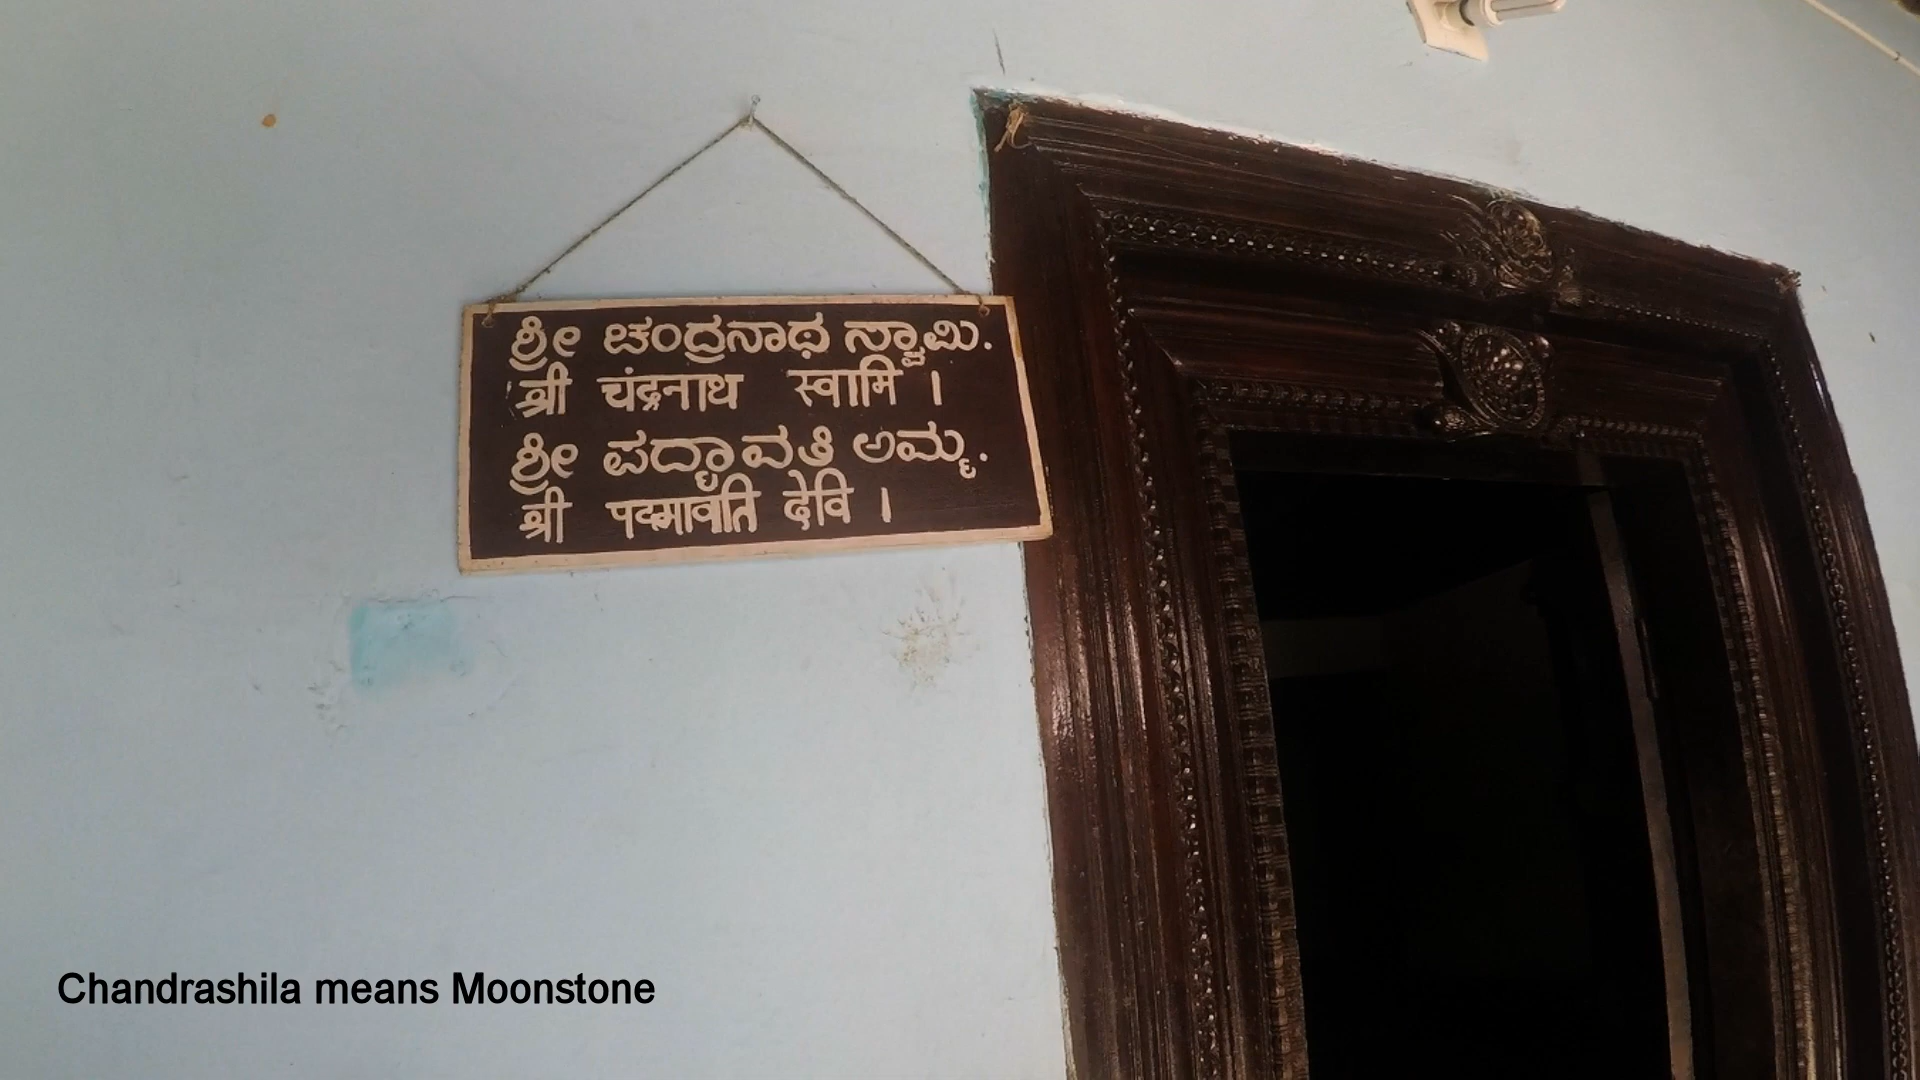 ಶ್ರೀ ಚಂದ್ರನಾಥ ಸ್ವಾಮಿ.
श्री चंद्रनाथ स्वामि ।
ಶ್ರೀ ಪದ್ಮಾವತಿ ಅಮ್ಮ.
श्री पद्मावति देवि ।
Chandrashila means Moonstone